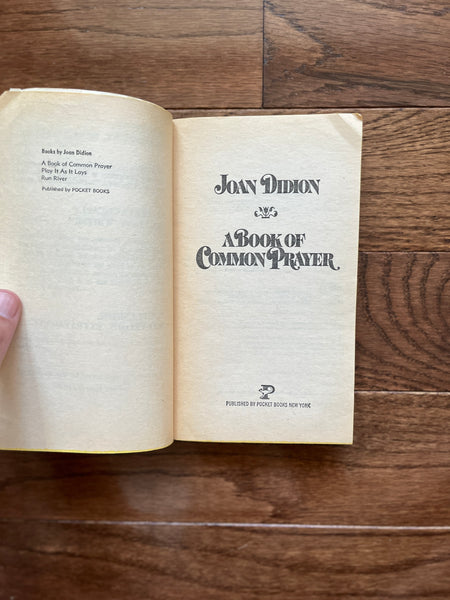 Books by Joan Didion
A Book of Common Prayer
Play It As It Lays
Run River
Published by POCKET BOOKS
JOAN DIDION
A BOOK OF
COMMON PRAYER
PUBLISHED BY POCKET BOOKS NEW YORK